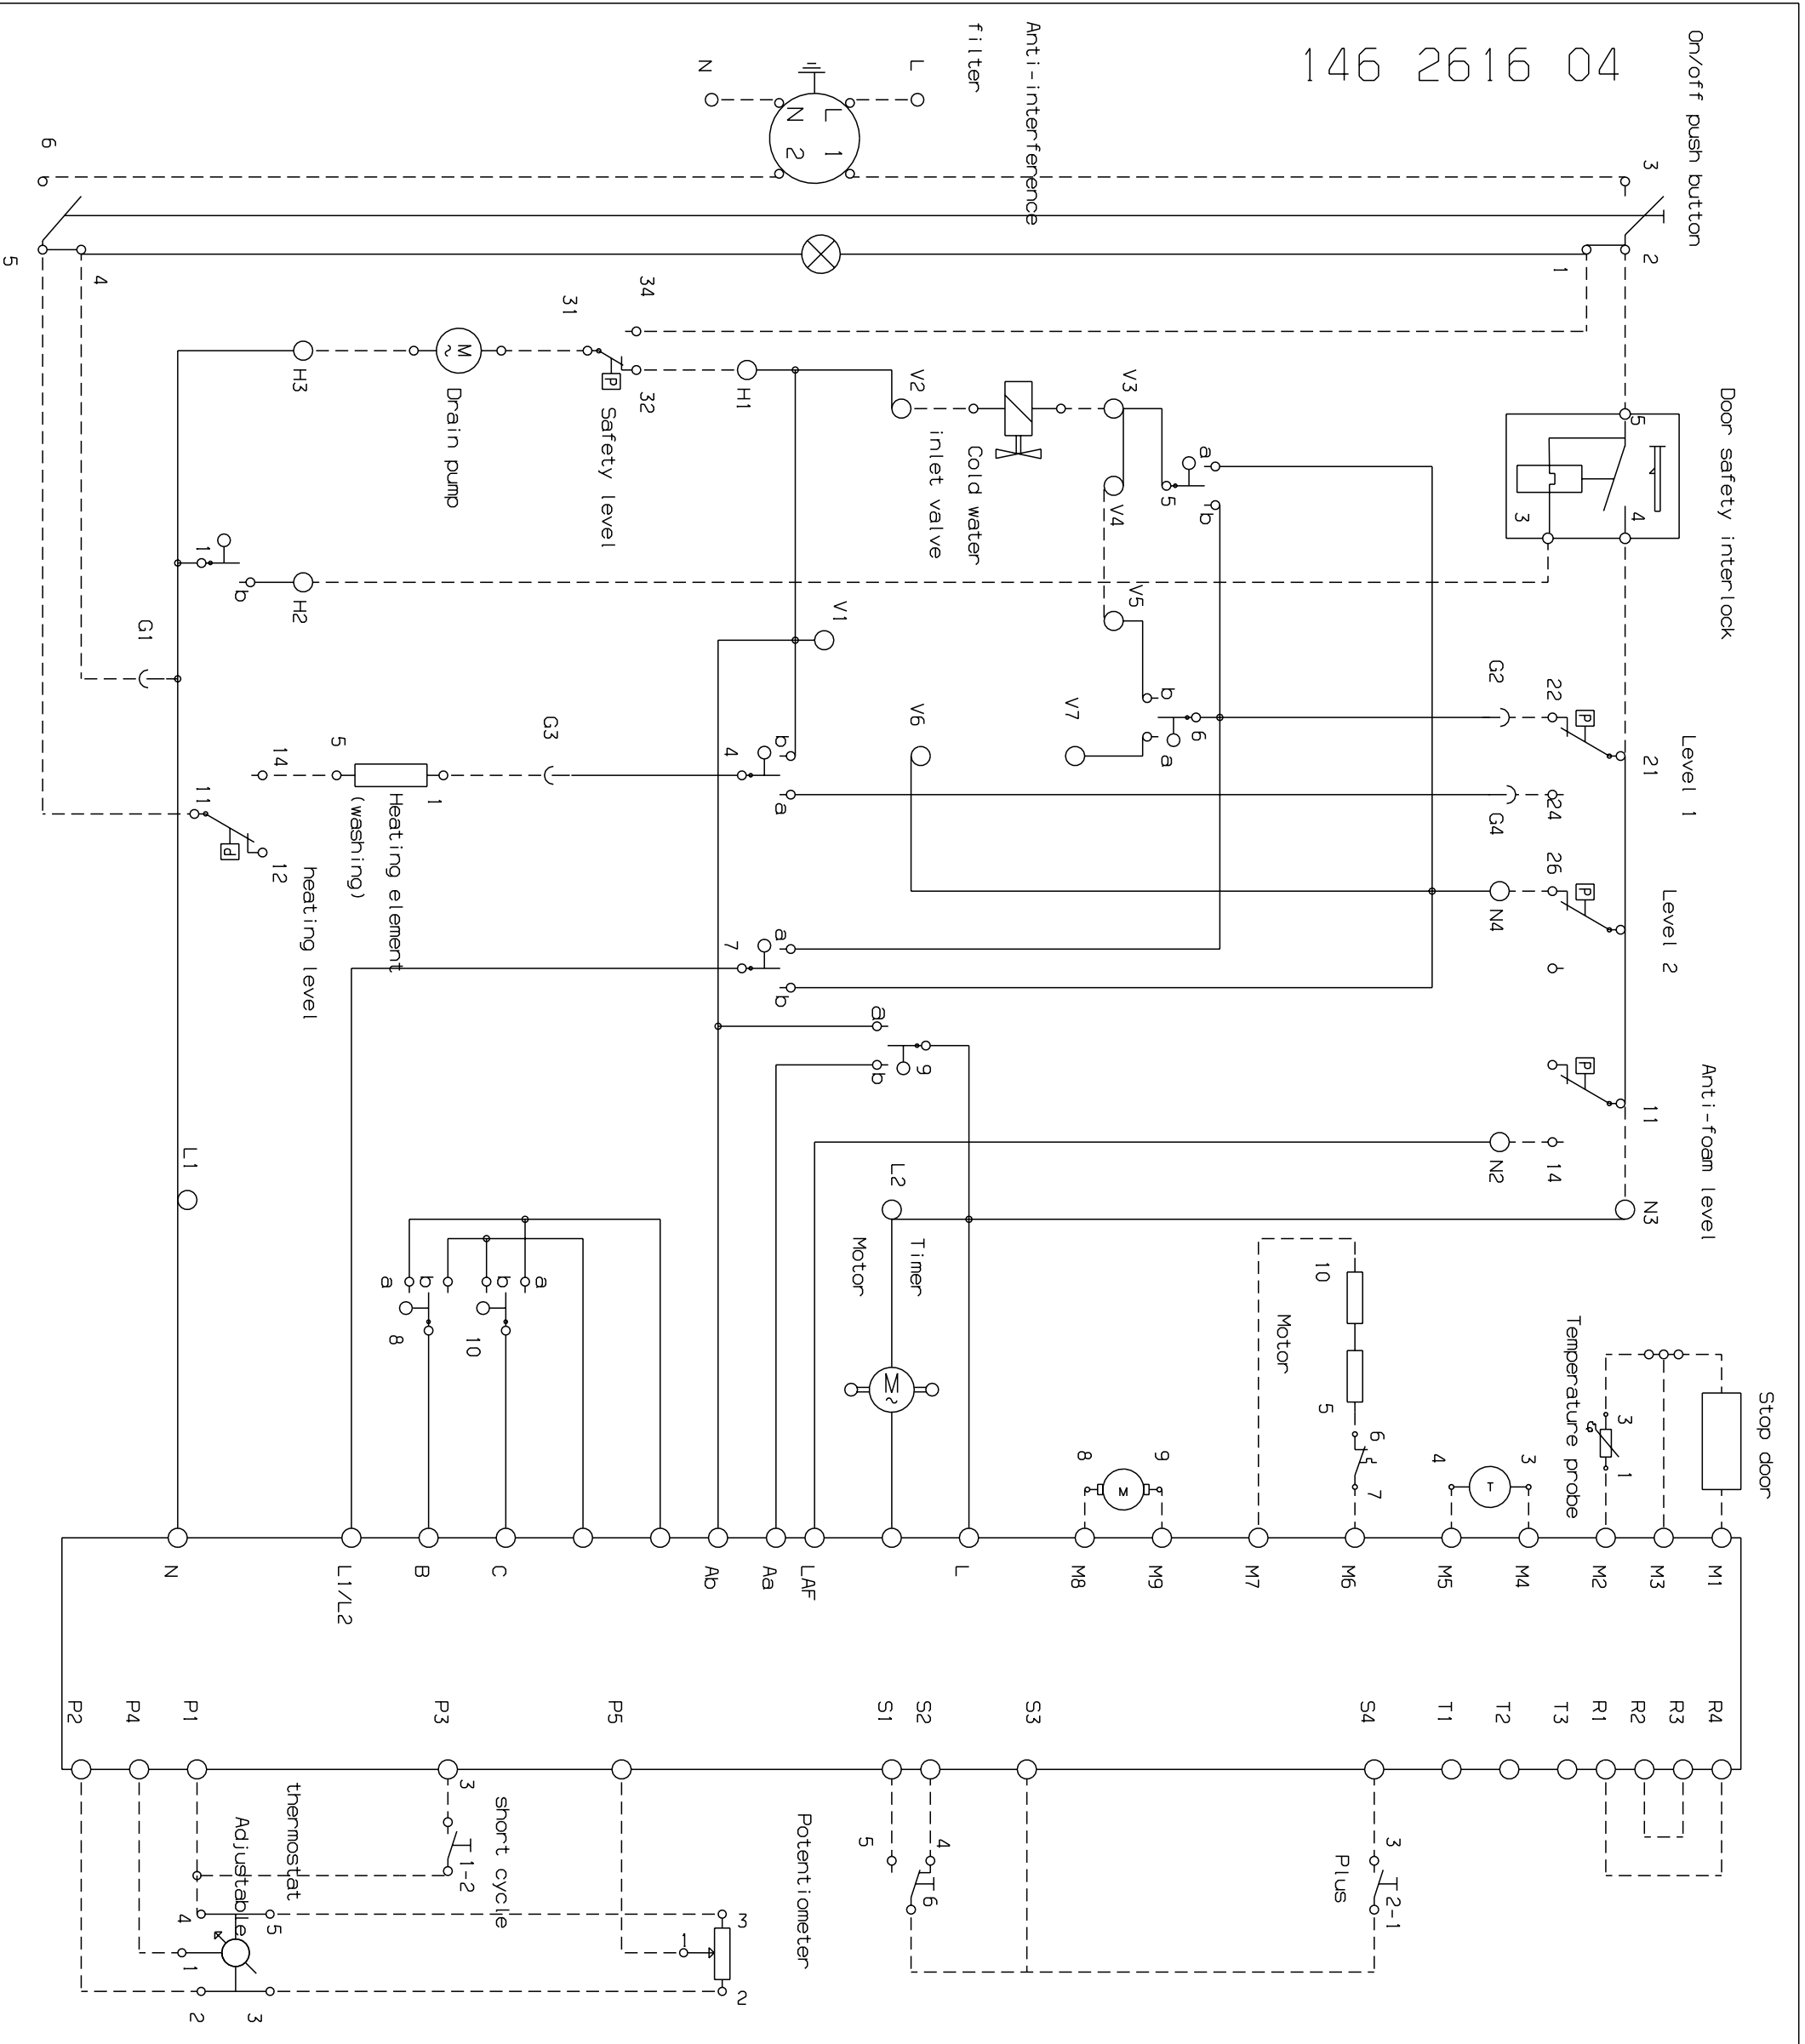 146 2616 04
On/off push button
3
2
1
Anti-interference
filter
L
N
L 1
N 2
6
5
4
Door safety interlock
5
4
3
34
31
32
H1
H3
M
~
P
Drain pump
Safety level
V2
V3
V4
inlet valve
Cold water
a
5
b
1
b
H2
V1
V5
G1
G2
22
P
21
Level 1
b
6
a
V7
V6
G3
4
b
a
24
G4
14
5
1
11
P
12
Heating element
(washing)
heating level
26
P
N4
Level 2
7
a
b
a
9
b
P
11
14
N2
N3
Anti-foam level
L1
L2
Timer
Motor
M
~
a
b
b
a
8
10
10
Motor
5
6
7
8
9
M
4
3
T
Temperature probe
3
1
Stop door
N
L1/L2
B
C
Ab
Aa
LAF
L
M8
M9
M7
M6
M5
M4
M2
M3
M1
P2
P4
P1
P3
P5
S1
S2
S3
S4
T1
T2
T3
R1
R2
R3
R4
thermostat
Adjustable
4
5
1
2
3
3
1-2
short cycle
Potentiometer
3
1
2
5
4
6
Plus
3
2-1